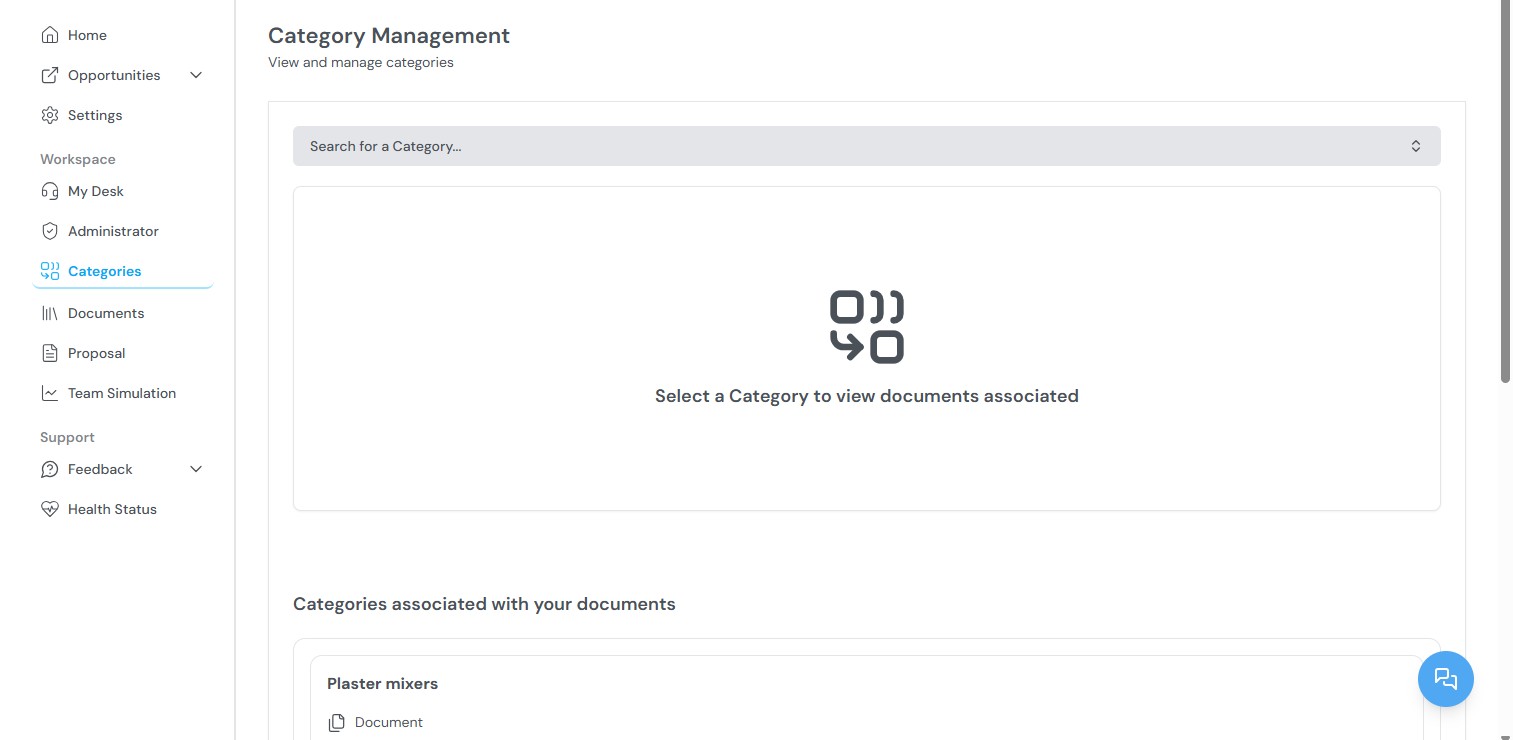 Home
Opportunities
Settings
Workspace
My Desk
Administrator
Categories
Documents
Proposal
Team Simulation
Support
Feedback
Health Status
Category Management
View and manage categories
Search for a Category...
Select a Category to view documents associated
Categories associated with your documents
Plaster mixers
Document